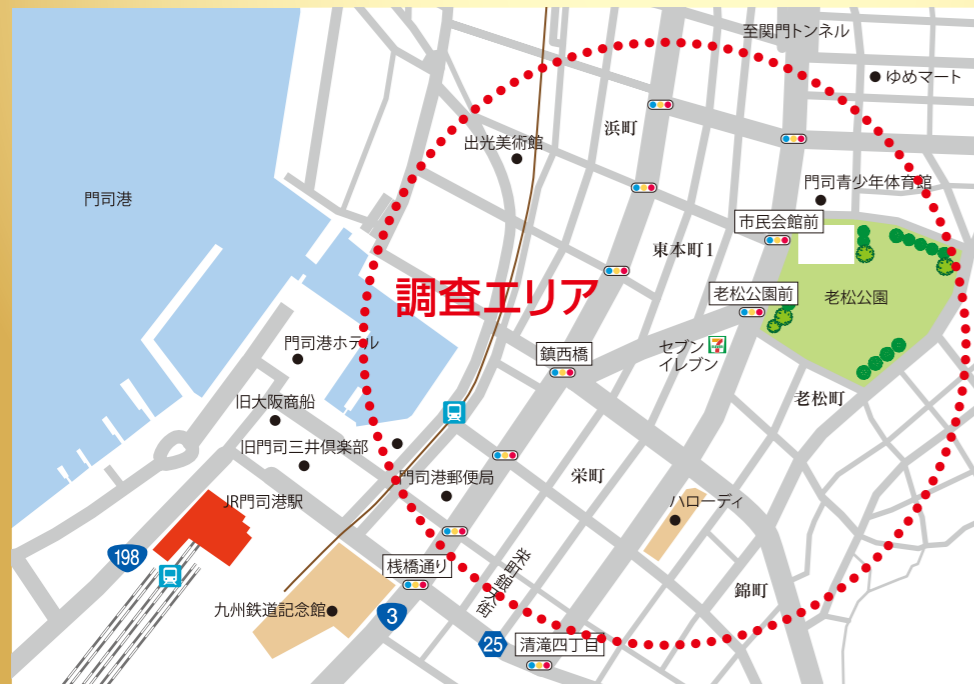 至関門トンネル
ゆめマート
浜町
出光美術館
門司青少年体育館
門司港
市民会館前
東本町1
調査エリア
老松公園前
老松公園
門司港ホテル
鎮西橋
セブン
イレブン
7
老松町
旧大阪商船
旧門司三井倶楽部
門司港郵便局
栄町
ハローディ
JR門司港駅
198
桟橋通り
栄町銀天街
錦町
九州鉄道記念館
3
25
清滝四丁目